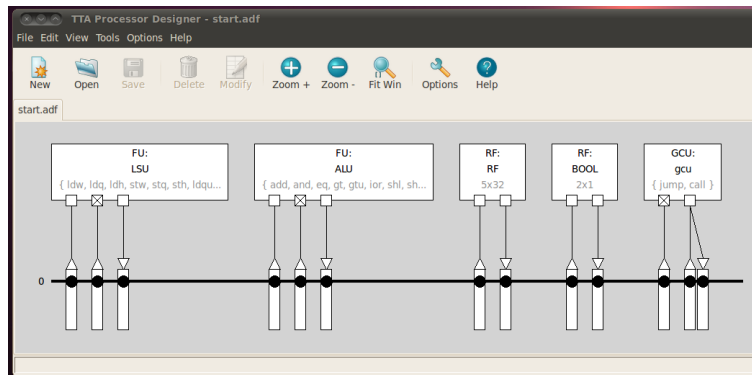 TTA Processor Designer - start.adf
File Edit View Tools Options Help
New Open Save Delete Modify Zoom + Zoom - Fit Win Options Help
start.adf
FU: FU: RF: RF: GCU:
LSU ALU RF BOOL gcu
{ ldw, ldq, ldh, stw, stq, sth, ldqu... { add, and, eq, gt, gtu, ior, shl, sh... 5x32 2x1 { jump, call }
0